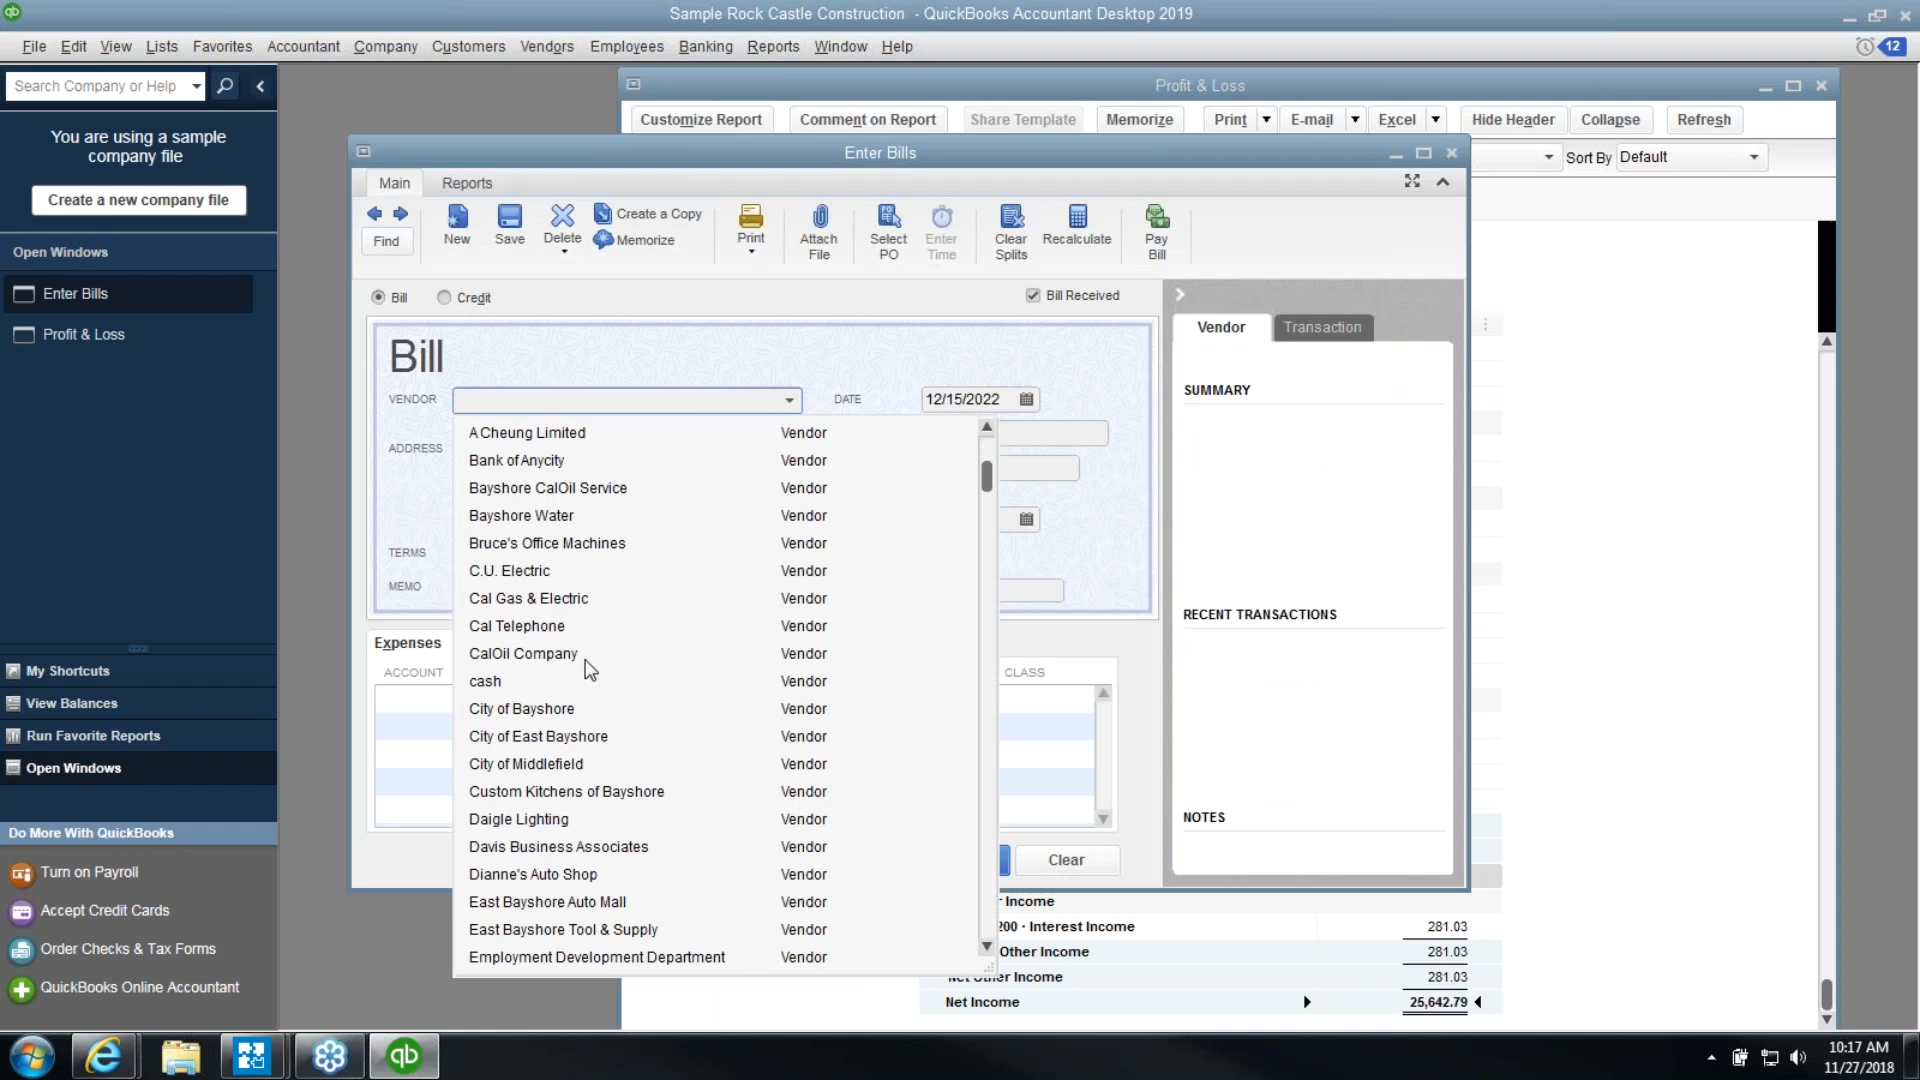 Sample Rock Castle Construction - QuickBooks Accountant Desktop 2019
File Edit View Lists Favorites Accountant Company Customers Vendors Employees Banking Reports Window Help
12
Search Company or Help
You are using a sample
company file
Create a new company file
Open Windows
Enter Bills
Profit & Loss
My Shortcuts
View Balances
Run Favorite Reports
Open Windows
Do More With QuickBooks
Turn on Payroll
Accept Credit Cards
Order Checks & Tax Forms
QuickBooks Online Accountant
Profit & Loss
Customize Report Comment on Report Share Template Memorize Print E-mail Excel Hide Header Collapse Refresh
Sort By Default
Enter Bills
Main Reports
Find
New
Save
Delete
Create a Copy
Memorize
Print
Attach
File
Select
PO
Enter
Time
Clear
Splits
Recalculate
Pay
Bill
Bill Credit Bill Received
Bill
VENDOR DATE 12/15/2022
ADDRESS
TERMS
MEMO
A Cheung Limited Vendor
Bank of Anycity Vendor
Bayshore CalOil Service Vendor
Bayshore Water Vendor
Bruce's Office Machines Vendor
C.U. Electric Vendor
Cal Gas & Electric Vendor
Cal Telephone Vendor
CalOil Company Vendor
cash Vendor
City of Bayshore Vendor
City of East Bayshore Vendor
City of Middlefield Vendor
Custom Kitchens of Bayshore Vendor
Daigle Lighting Vendor
Davis Business Associates Vendor
Dianne's Auto Shop Vendor
East Bayshore Auto Mall Vendor
East Bayshore Tool & Supply Vendor
Employment Development Department Vendor
Expenses
ACCOUNT CLASS
Clear
Vendor Transaction
SUMMARY
RECENT TRANSACTIONS
NOTES
Income
200 · Interest Income 281.03
Other Income 281.03
Net Other Income 281.03
Net Income 25,642.79
10:17 AM
11/27/2018